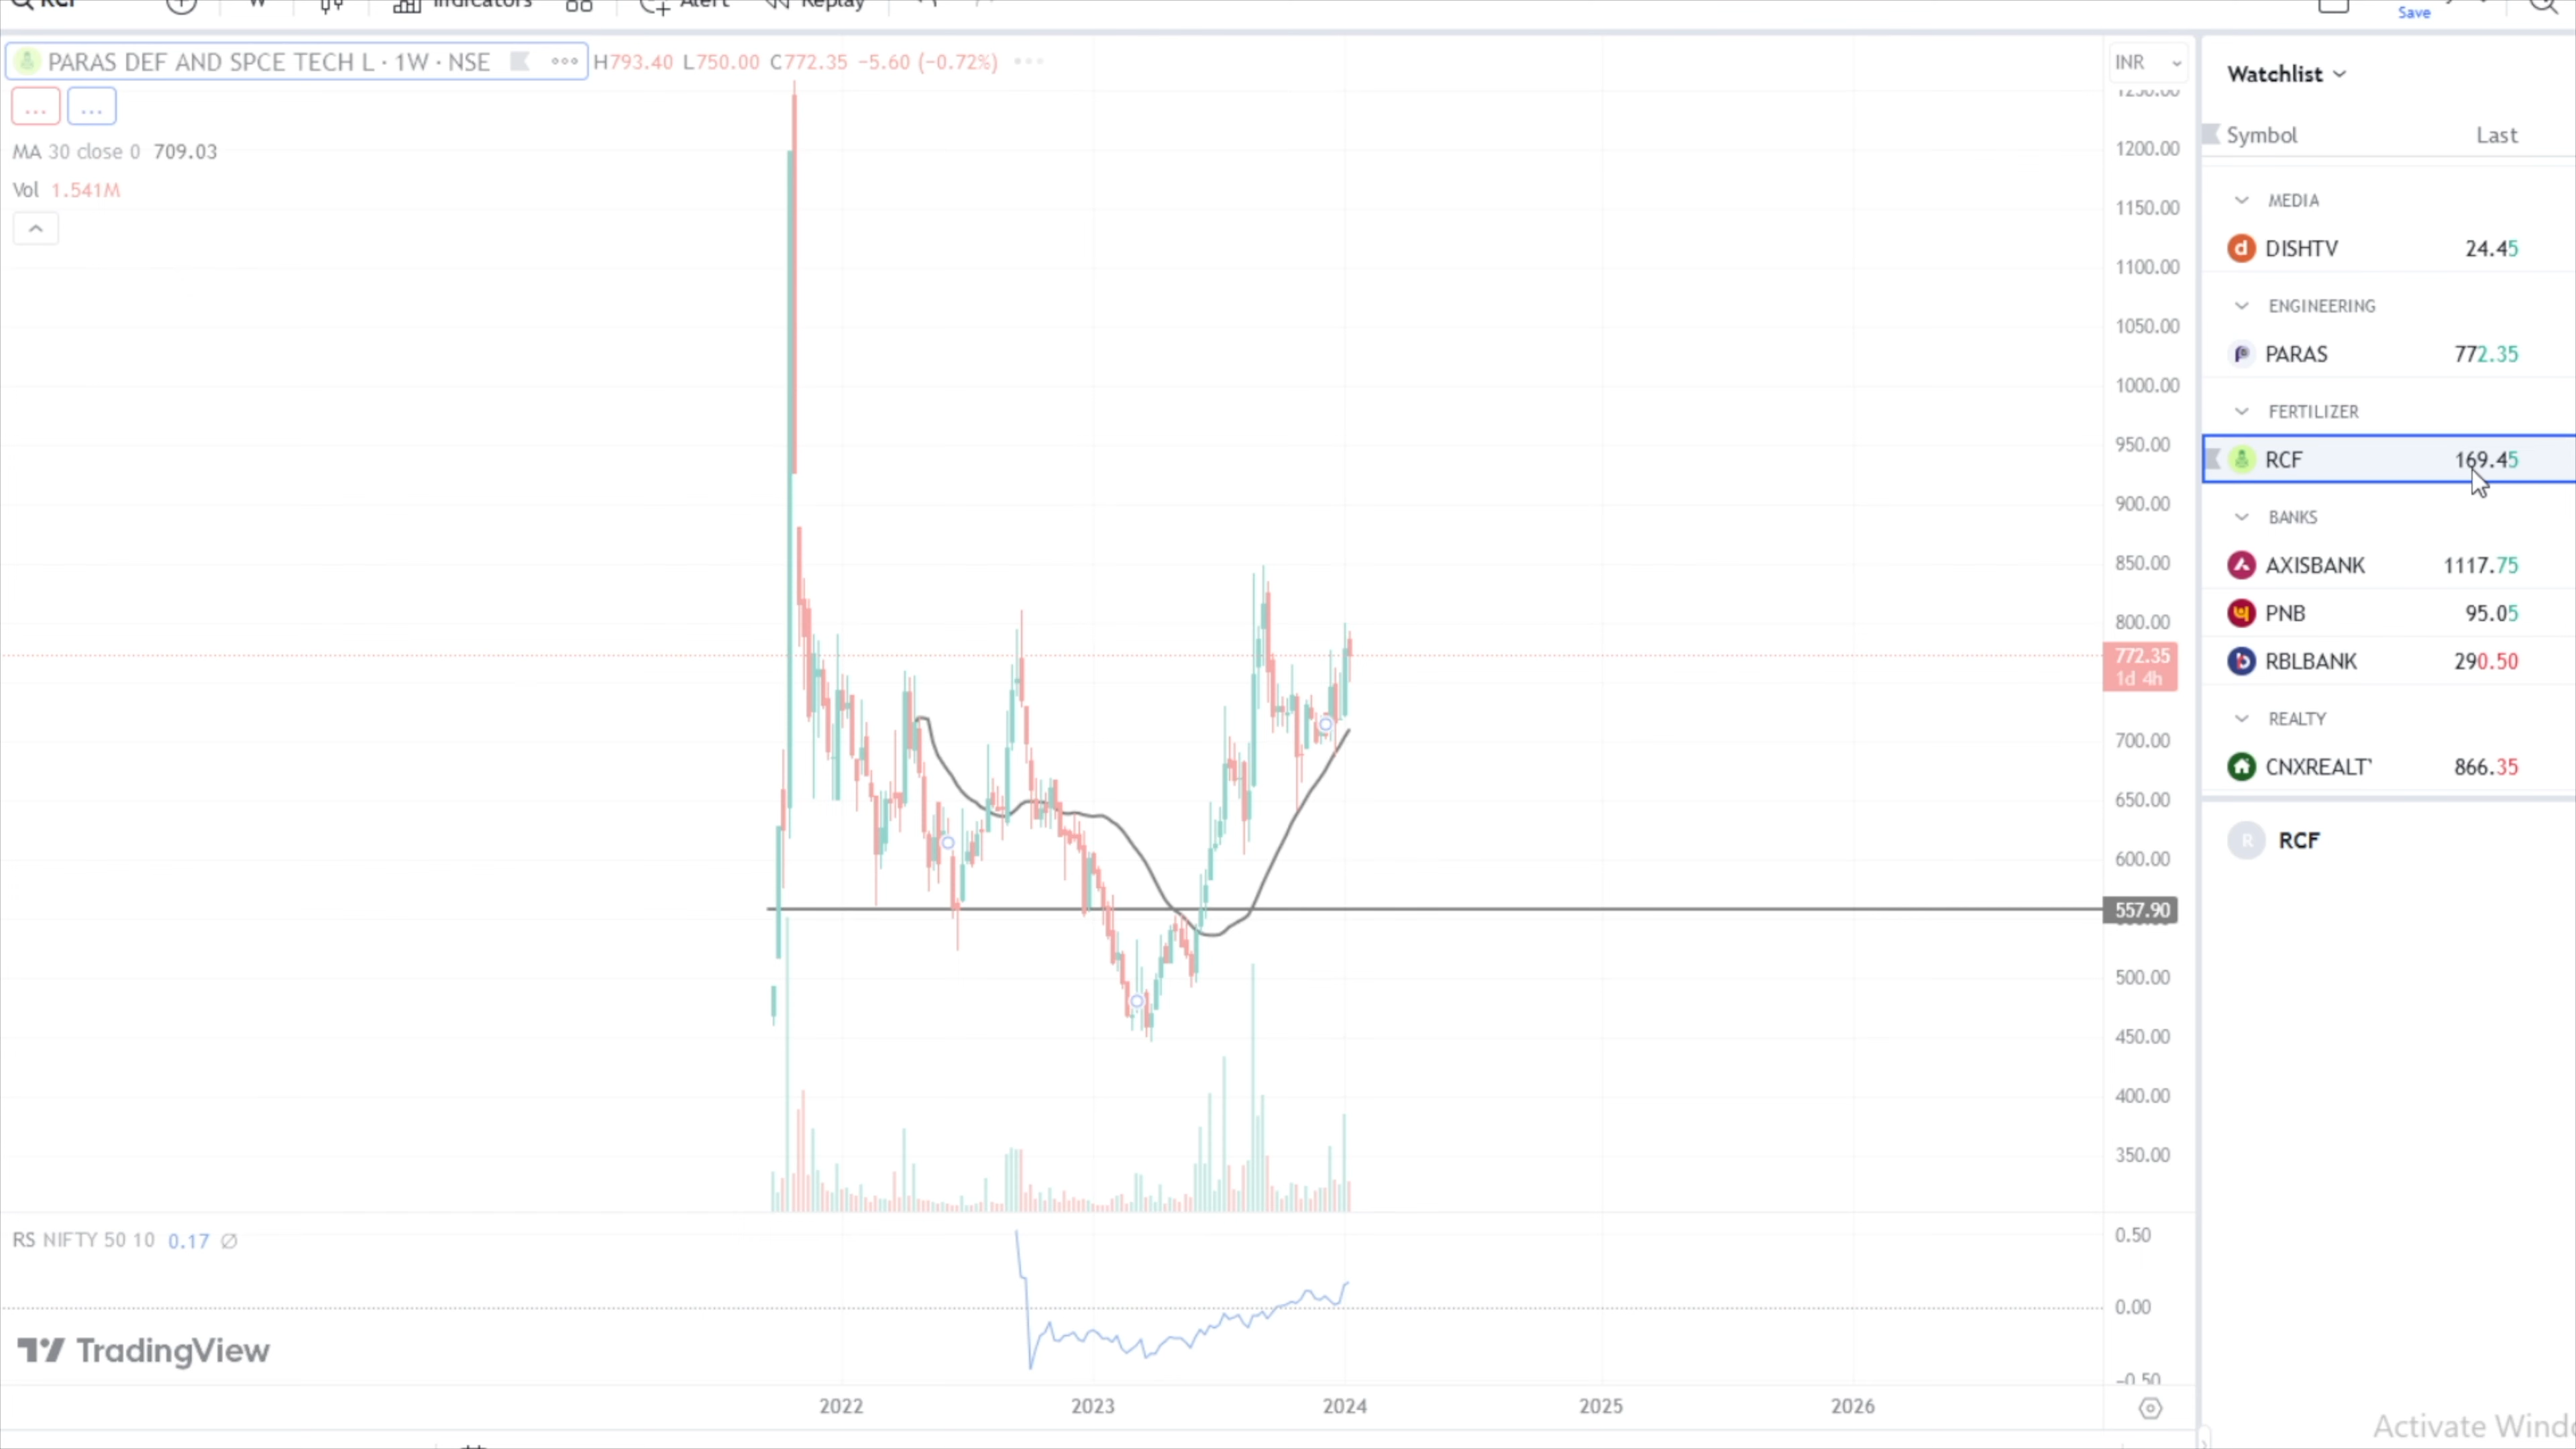 RCF
W
Indicators
Alert
Replay
Save
PARAS DEF AND SPCE TECH L · 1W · NSE
H793.40 L750.00 C772.35 −5.60 (−0.72%)
MA 30 close 0 709.03
Vol 1.541M
INR
1250.00
1200.00
1150.00
1100.00
1050.00
1000.00
950.00
900.00
850.00
800.00
772.35
1d 4h
700.00
650.00
600.00
557.90
500.00
450.00
400.00
350.00
RS NIFTY 50 10 0.17 ∅
0.50
0.00
−0.50
TradingView
2022
2023
2024
2025
2026
Watchlist
Symbol Last
MEDIA
DISHTV 24.45
ENGINEERING
PARAS 772.35
FERTILIZER
RCF 169.45
BANKS
AXISBANK 1117.75
PNB 95.05
RBLBANK 290.50
REALTY
CNXREALT 866.35
R RCF
Activate Wind